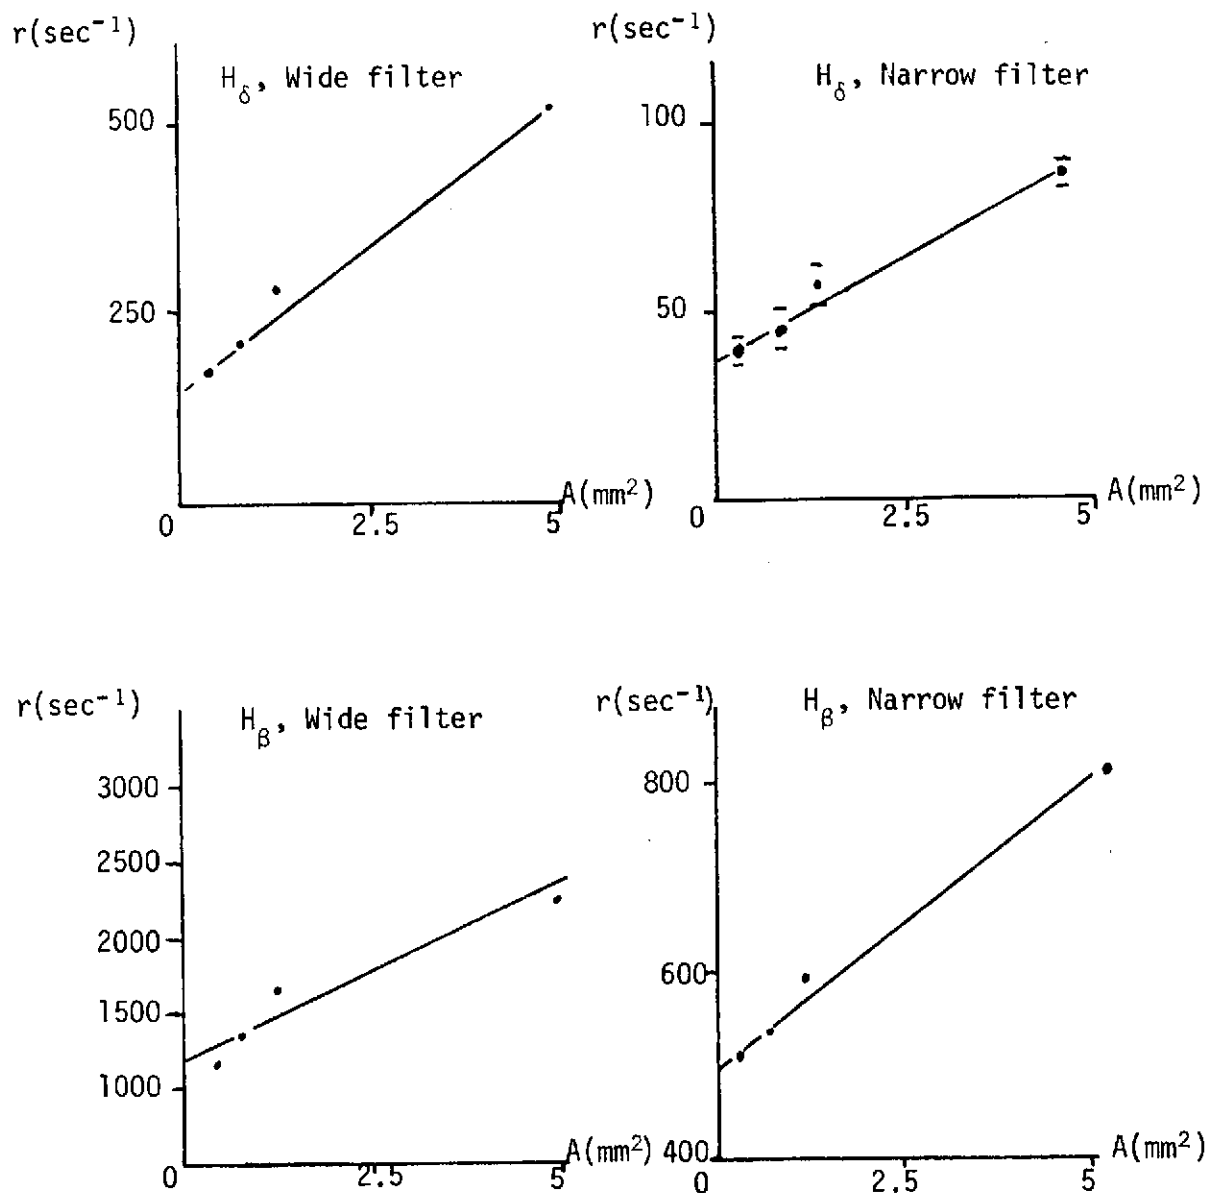 r(sec⁻¹)
H_δ, Wide filter
500
250
A(mm²)
0
2.5
5
r(sec⁻¹)
H_δ, Narrow filter
100
50
A(mm²)
0
2.5
5
r(sec⁻¹)
H_β, Wide filter
3000
2500
2000
1500
1000
A(mm²)
0
2.5
5
r(sec⁻¹)
H_β, Narrow filter
800
600
400
A(mm²)
0
2.5
5